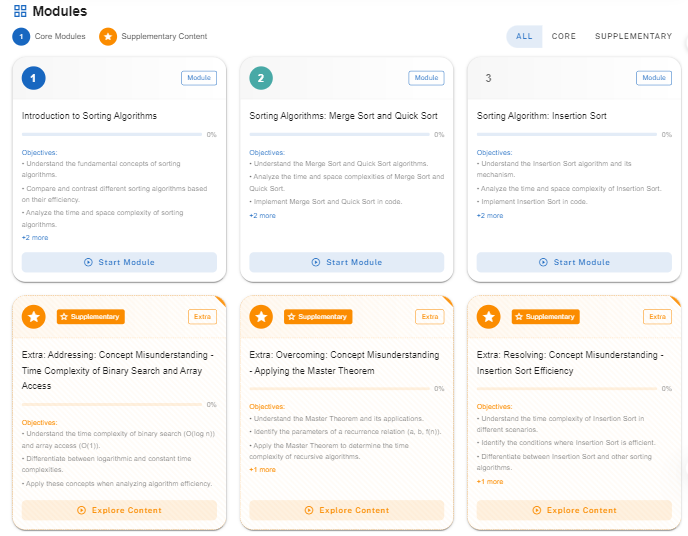 Modules
1 Core Modules Supplementary Content
ALL CORE SUPPLEMENTARY
1 Module
Introduction to Sorting Algorithms
0%
Objectives:
• Understand the fundamental concepts of sorting
algorithms.
• Compare and contrast different sorting algorithms based
on their efficiency.
• Analyze the time and space complexity of sorting
algorithms.
+2 more
Start Module
2 Module
Sorting Algorithms: Merge Sort and Quick Sort
0%
Objectives:
• Understand the Merge Sort and Quick Sort algorithms.
• Analyze the time and space complexities of Merge Sort and
Quick Sort.
• Implement Merge Sort and Quick Sort in code.
+2 more
Start Module
3 Module
Sorting Algorithm: Insertion Sort
0%
Objectives:
• Understand the Insertion Sort algorithm and its
mechanism.
• Analyze the time and space complexity of Insertion Sort.
• Implement Insertion Sort in code.
+2 more
Start Module
Supplementary Extra
Extra: Addressing: Concept Misunderstanding -
Time Complexity of Binary Search and Array
Access
0%
Objectives:
• Understand the time complexity of binary search (O(log n))
and array access (O(1)).
• Differentiate between logarithmic and constant time
complexities.
• Apply these concepts when analyzing algorithm efficiency.
Explore Content
Supplementary Extra
Extra: Overcoming: Concept Misunderstanding
- Applying the Master Theorem
0%
Objectives:
• Understand the Master Theorem and its applications.
• Identify the parameters of a recurrence relation (a, b, f(n)).
• Apply the Master Theorem to determine the time
complexity of recursive algorithms.
+1 more
Explore Content
Supplementary Extra
Extra: Resolving: Concept Misunderstanding -
Insertion Sort Efficiency
0%
Objectives:
• Understand the time complexity of Insertion Sort in
different scenarios.
• Identify the conditions where Insertion Sort is efficient.
• Differentiate between Insertion Sort and other sorting
algorithms.
+1 more
Explore Content